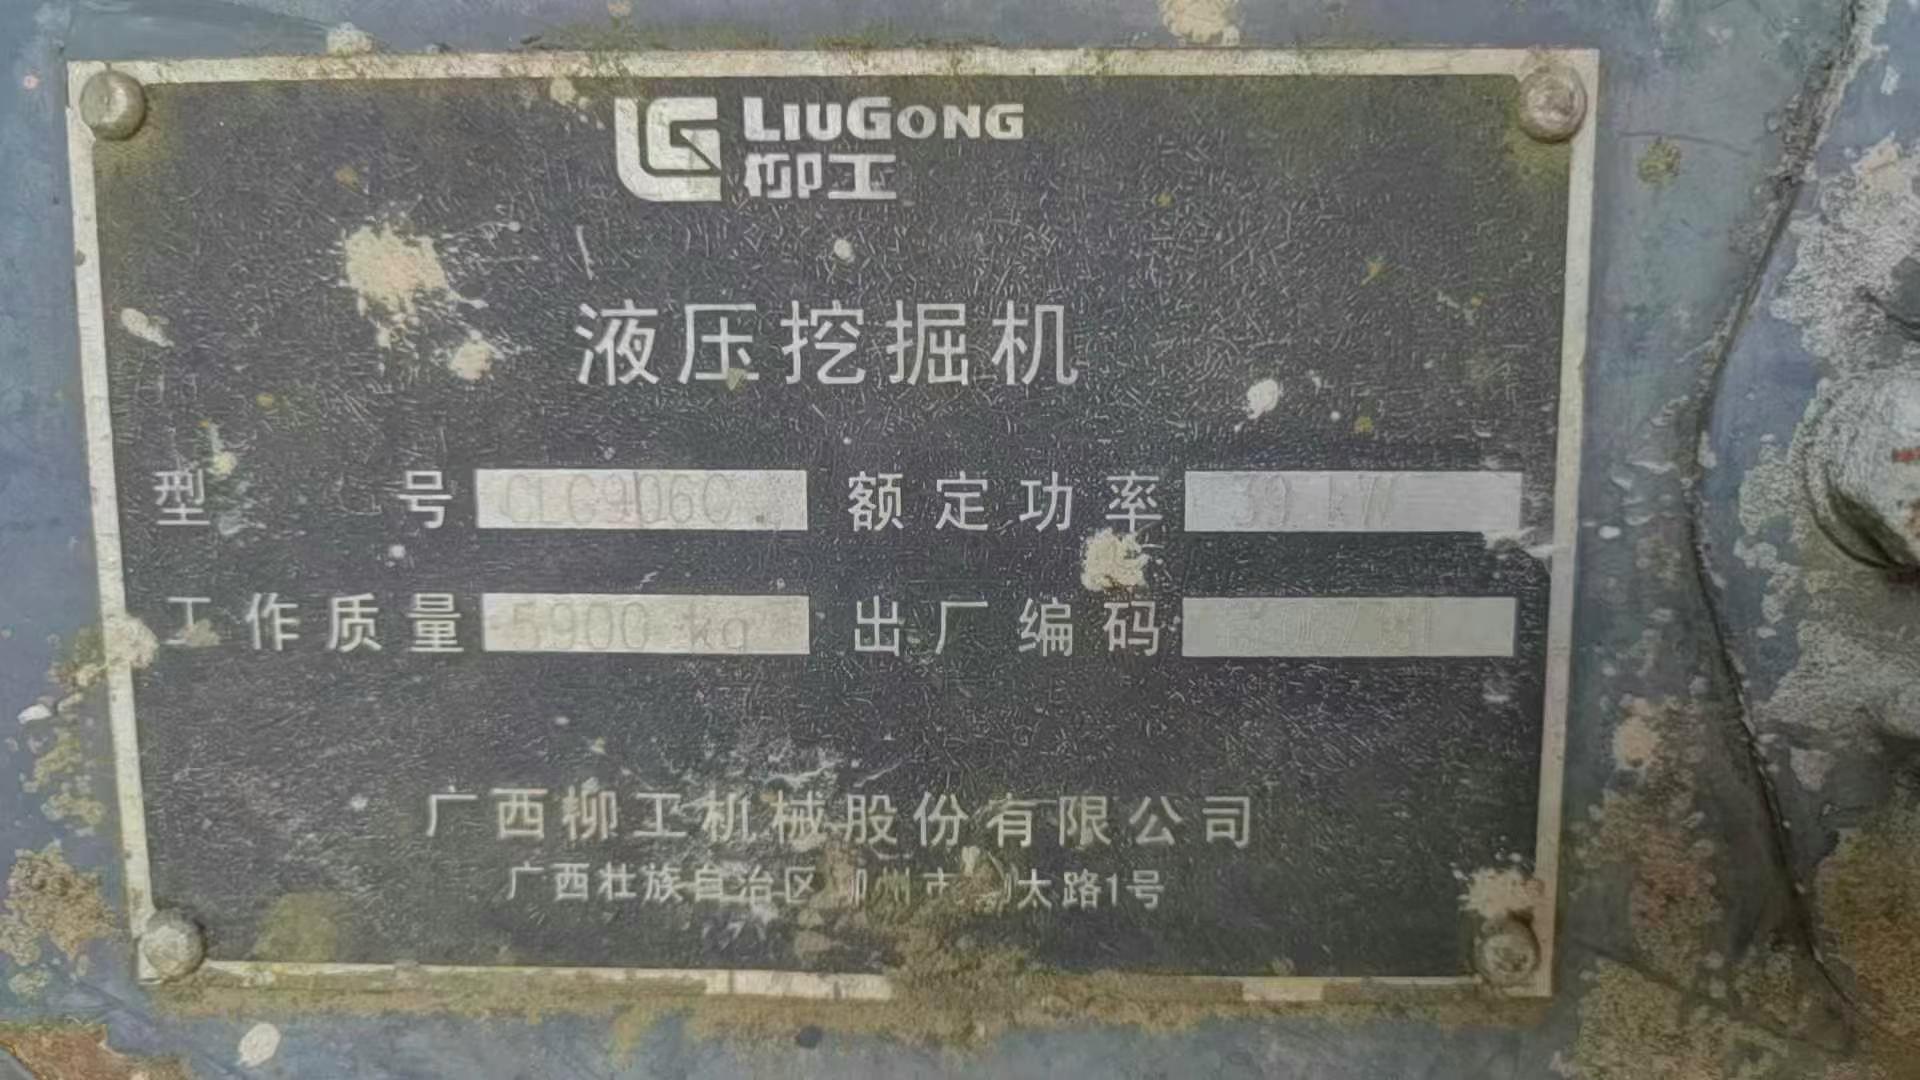 LIUGONG
柳工
液压挖掘机
型号 CLG906C 额定功率 39 kW
工作质量 5900 kg 出厂编码
广西柳工机械股份有限公司
广西壮族自治区柳州市柳太路1号